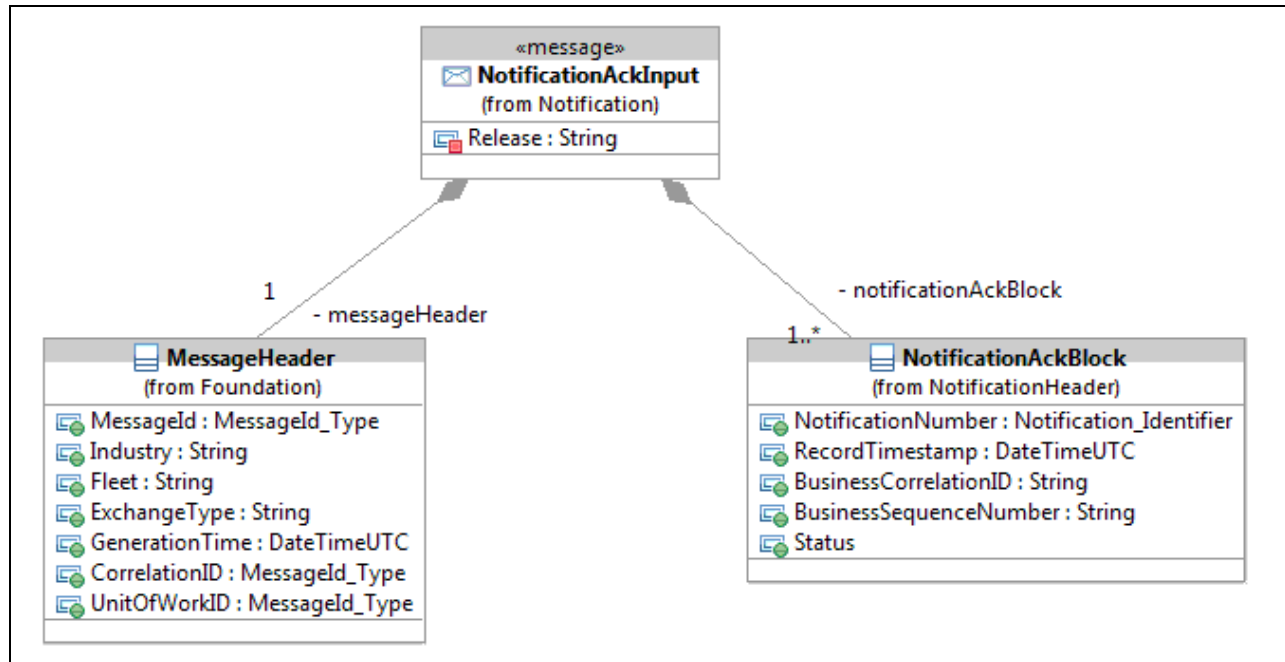 «message»
NotificationAckInput
(from Notification)
Release : String
1
- messageHeader
- notificationAckBlock
1..*
MessageHeader
(from Foundation)
MessageId : MessageId_Type
Industry : String
Fleet : String
ExchangeType : String
GenerationTime : DateTimeUTC
CorrelationID : MessageId_Type
UnitOfWorkID : MessageId_Type
NotificationAckBlock
(from NotificationHeader)
NotificationNumber : Notification_Identifier
RecordTimestamp : DateTimeUTC
BusinessCorrelationID : String
BusinessSequenceNumber : String
Status